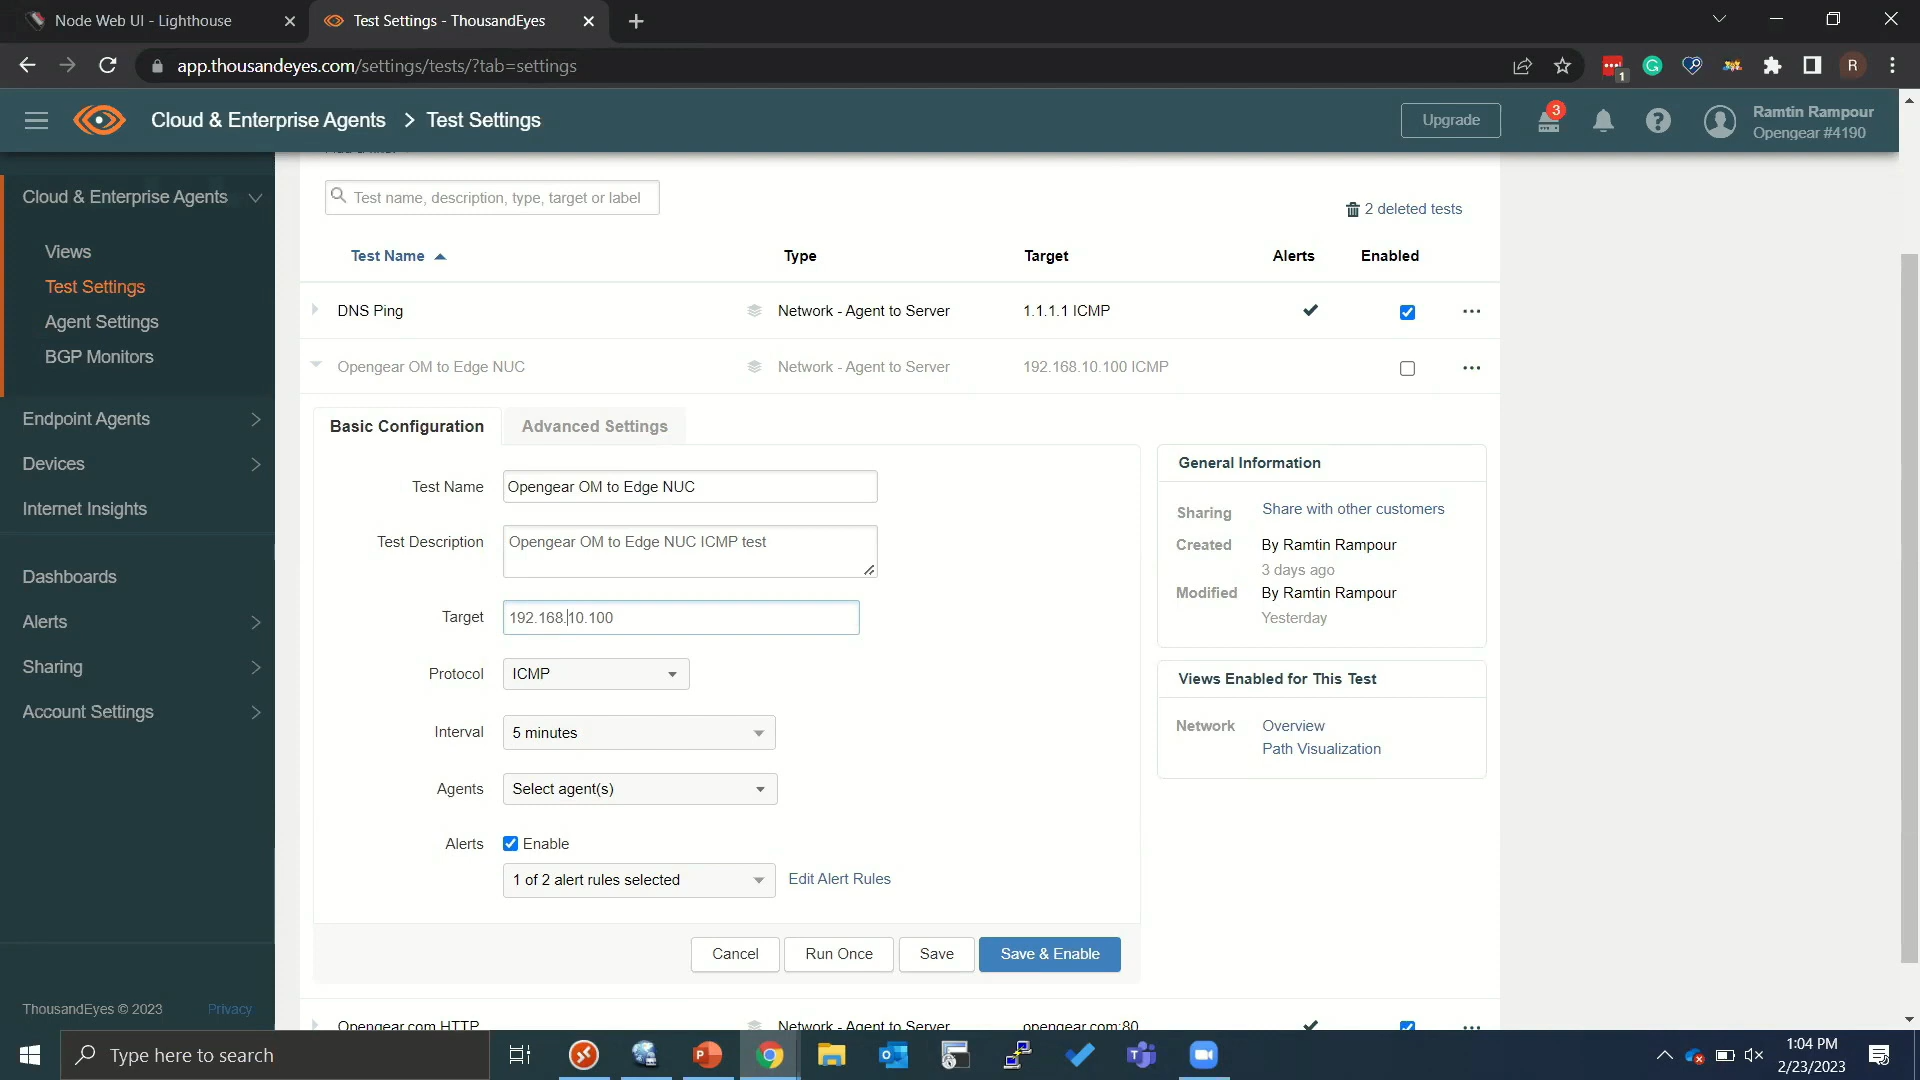 Node Web UI - Lighthouse
Test Settings - ThousandEyes
app.thousandeyes.com/settings/tests/?tab=settings
1
R
Cloud & Enterprise Agents > Test Settings
Upgrade
3
Ramtin Rampour
Opengear #4190
Cloud & Enterprise Agents
Views
Test Settings
Agent Settings
BGP Monitors
Endpoint Agents
Devices
Internet Insights
Dashboards
Alerts
Sharing
Account Settings
ThousandEyes © 2023
Privacy
Test name, description, type, target or label
2 deleted tests
Test Name
Type
Target
Alerts
Enabled
DNS Ping
Network - Agent to Server
1.1.1.1 ICMP
Opengear OM to Edge NUC
Network - Agent to Server
192.168.10.100 ICMP
Basic Configuration
Advanced Settings
Test Name
Opengear OM to Edge NUC
Test Description
Opengear OM to Edge NUC ICMP test
Target
192.168.10.100
Protocol
ICMP
Interval
5 minutes
Agents
Select agent(s)
Alerts
Enable
1 of 2 alert rules selected
Edit Alert Rules
Cancel
Run Once
Save
Save & Enable
General Information
Sharing
Share with other customers
Created
By Ramtin Rampour
3 days ago
Modified
By Ramtin Rampour
Yesterday
Views Enabled for This Test
Network
Overview
Path Visualization
Opengear.com HTTP
Network - Agent to Server
opengear.com:80
Type here to search
1:04 PM
2/23/2023